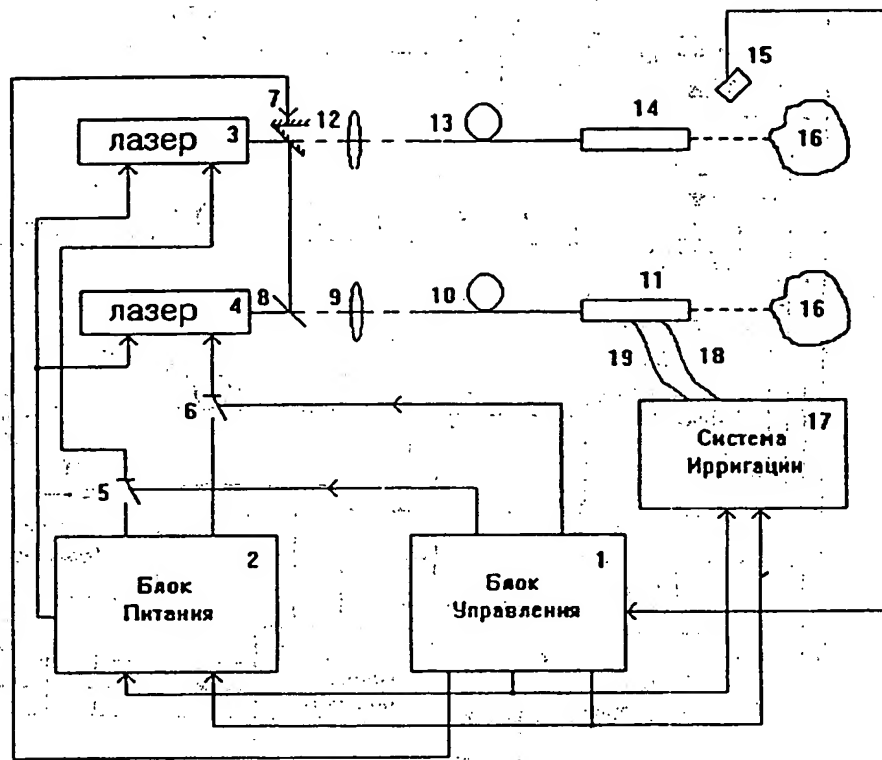 15
7 12 13 14
лазер 3
16
8 9 10 11
лазер 4
16
19 18
6
17
Система
Ирригации
5
2
Блок
Питания
1
Блок
Управления